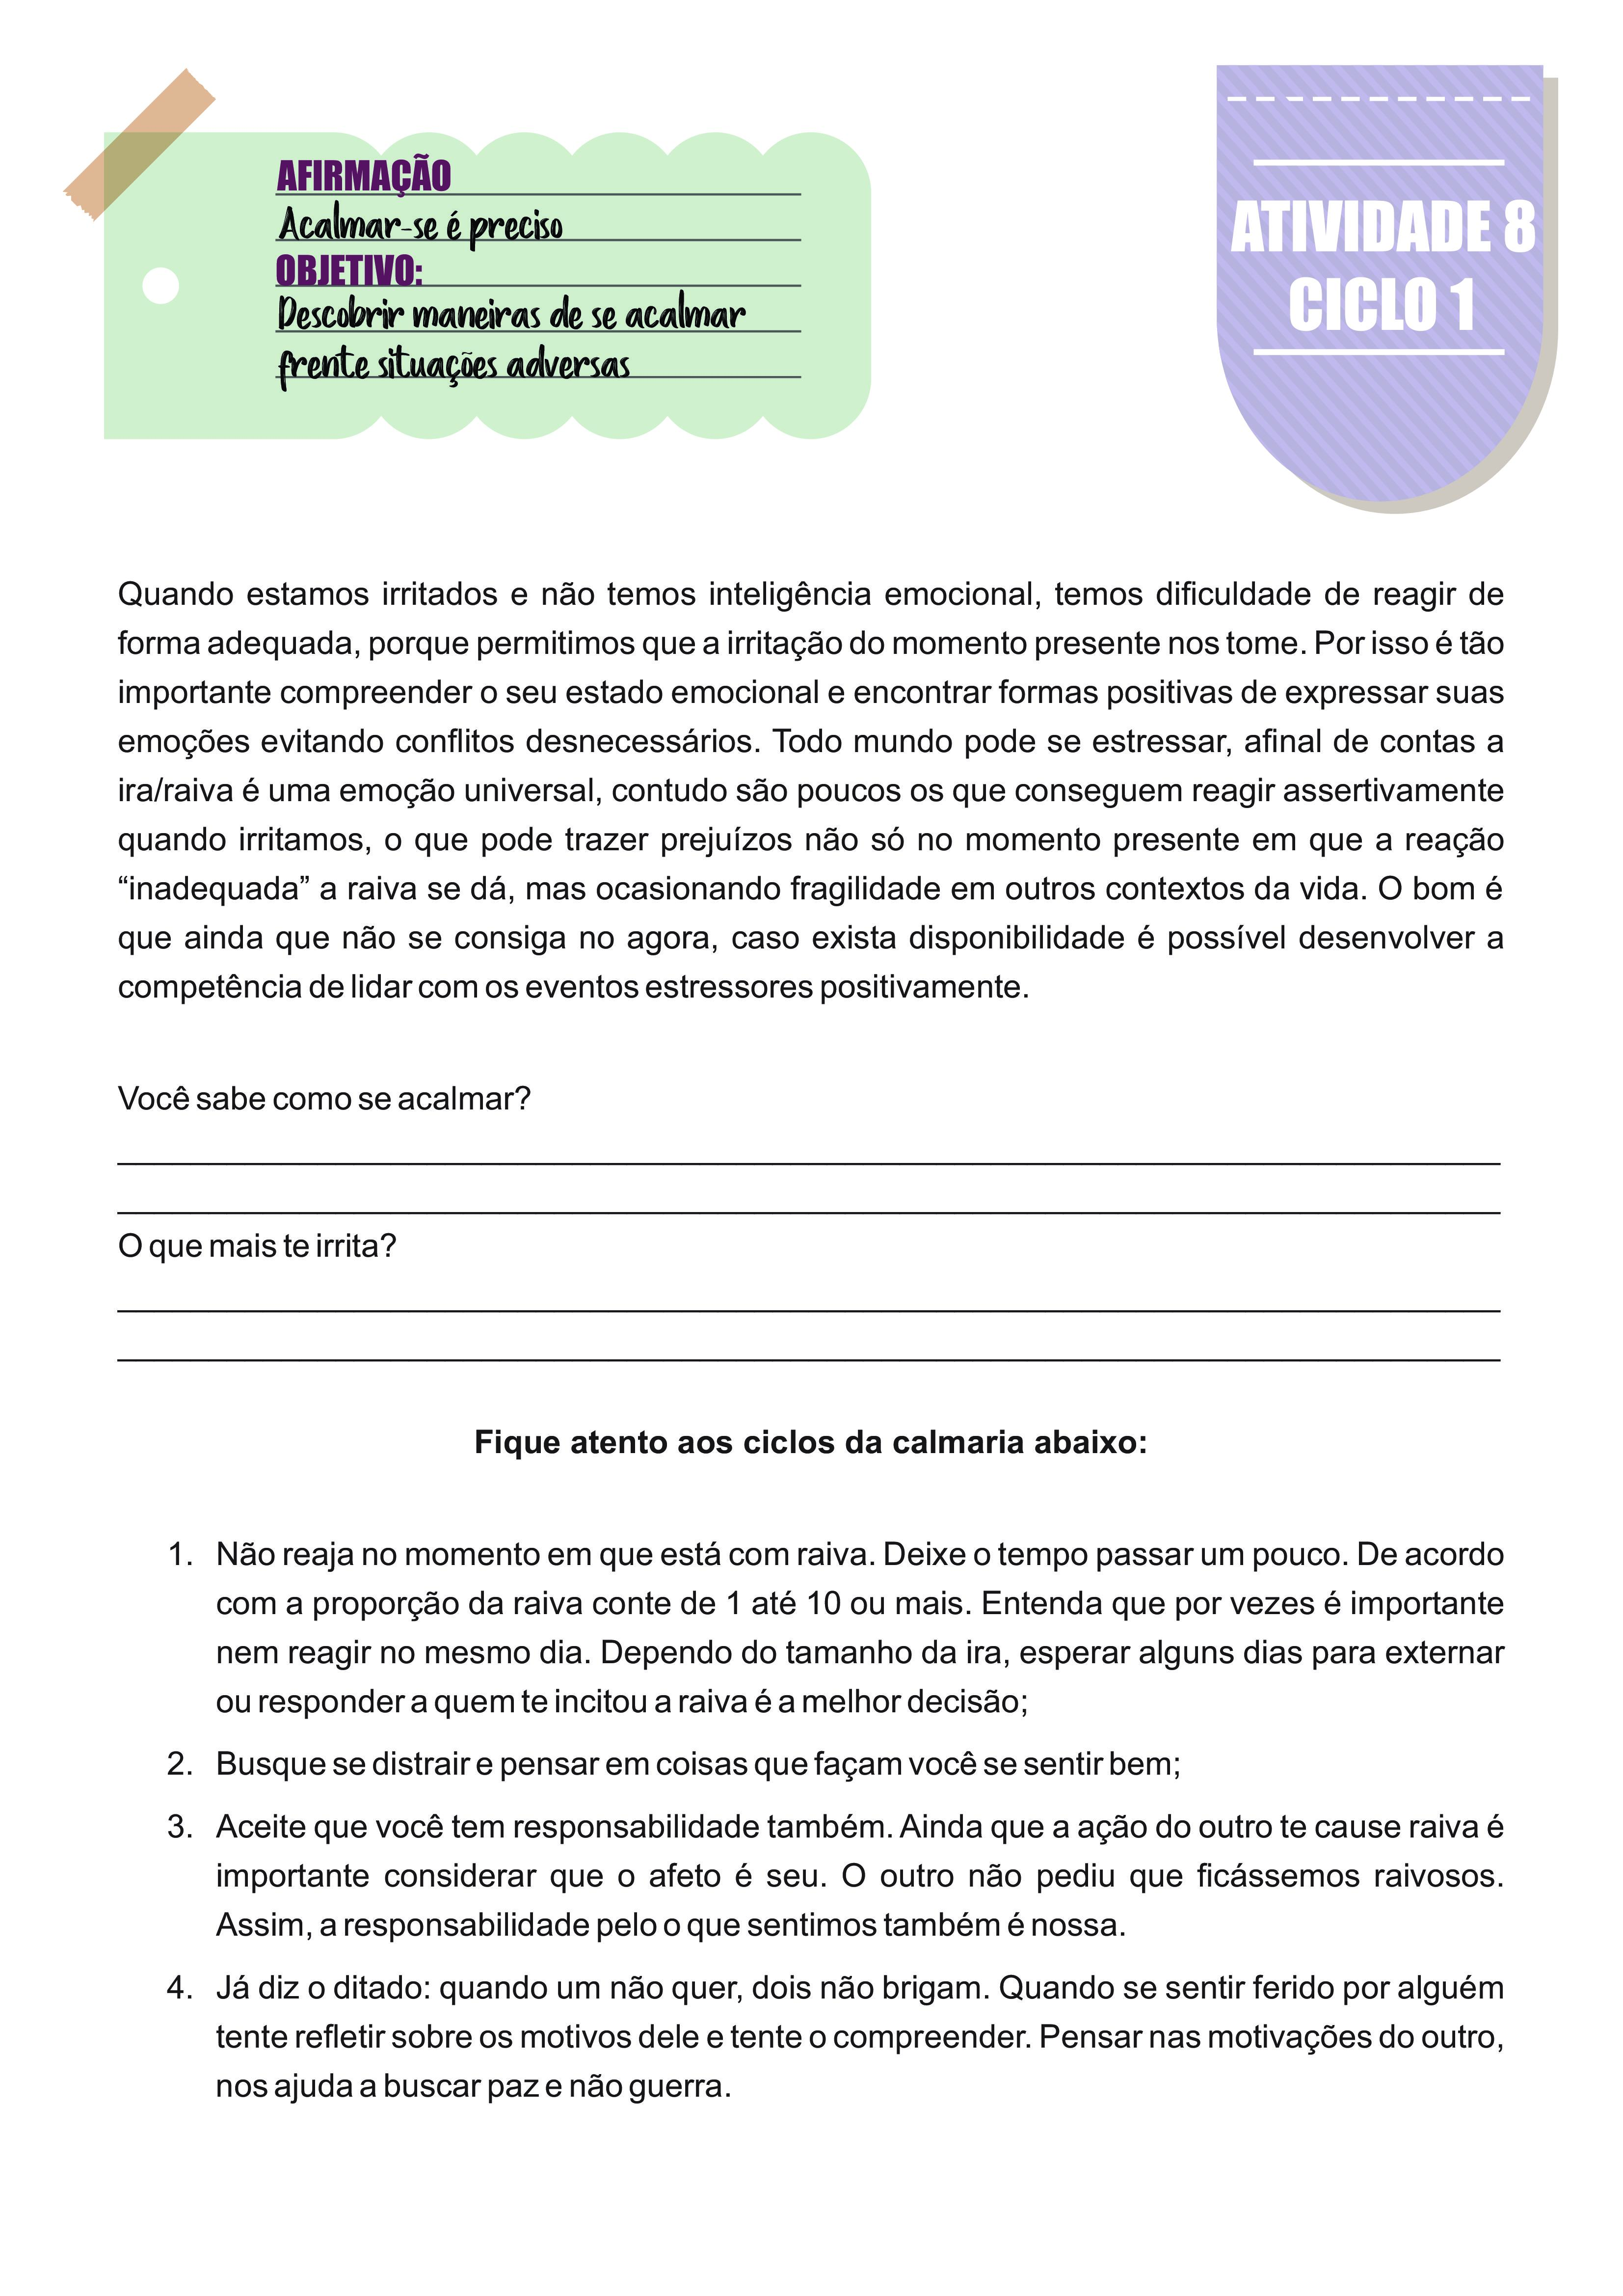 AFIRMAÇÃO
Acalmar-se é preciso
OBJETIVO:
Descobrir maneiras de se acalmar
frente situações adversas
ATIVIDADE 8
CICLO 1
Quando estamos irritados e não temos inteligência emocional, temos dificuldade de reagir de
forma adequada, porque permitimos que a irritação do momento presente nos tome. Por isso é tão
importante compreender o seu estado emocional e encontrar formas positivas de expressar suas
emoções evitando conflitos desnecessários. Todo mundo pode se estressar, afinal de contas a
ira/raiva é uma emoção universal, contudo são poucos os que conseguem reagir assertivamente
quando irritamos, o que pode trazer prejuízos não só no momento presente em que a reação
“inadequada” a raiva se dá, mas ocasionando fragilidade em outros contextos da vida. O bom é
que ainda que não se consiga no agora, caso exista disponibilidade é possível desenvolver a
competência de lidar com os eventos estressores positivamente.
Você sabe como se acalmar?
O que mais te irrita?
Fique atento aos ciclos da calmaria abaixo:
1. Não reaja no momento em que está com raiva. Deixe o tempo passar um pouco. De acordo
com a proporção da raiva conte de 1 até 10 ou mais. Entenda que por vezes é importante
nem reagir no mesmo dia. Dependo do tamanho da ira, esperar alguns dias para externar
ou responder a quem te incitou a raiva é a melhor decisão;
2. Busque se distrair e pensar em coisas que façam você se sentir bem;
3. Aceite que você tem responsabilidade também. Ainda que a ação do outro te cause raiva é
importante considerar que o afeto é seu. O outro não pediu que ficássemos raivosos.
Assim, a responsabilidade pelo o que sentimos também é nossa.
4. Já diz o ditado: quando um não quer, dois não brigam. Quando se sentir ferido por alguém
tente refletir sobre os motivos dele e tente o compreender. Pensar nas motivações do outro,
nos ajuda a buscar paz e não guerra.